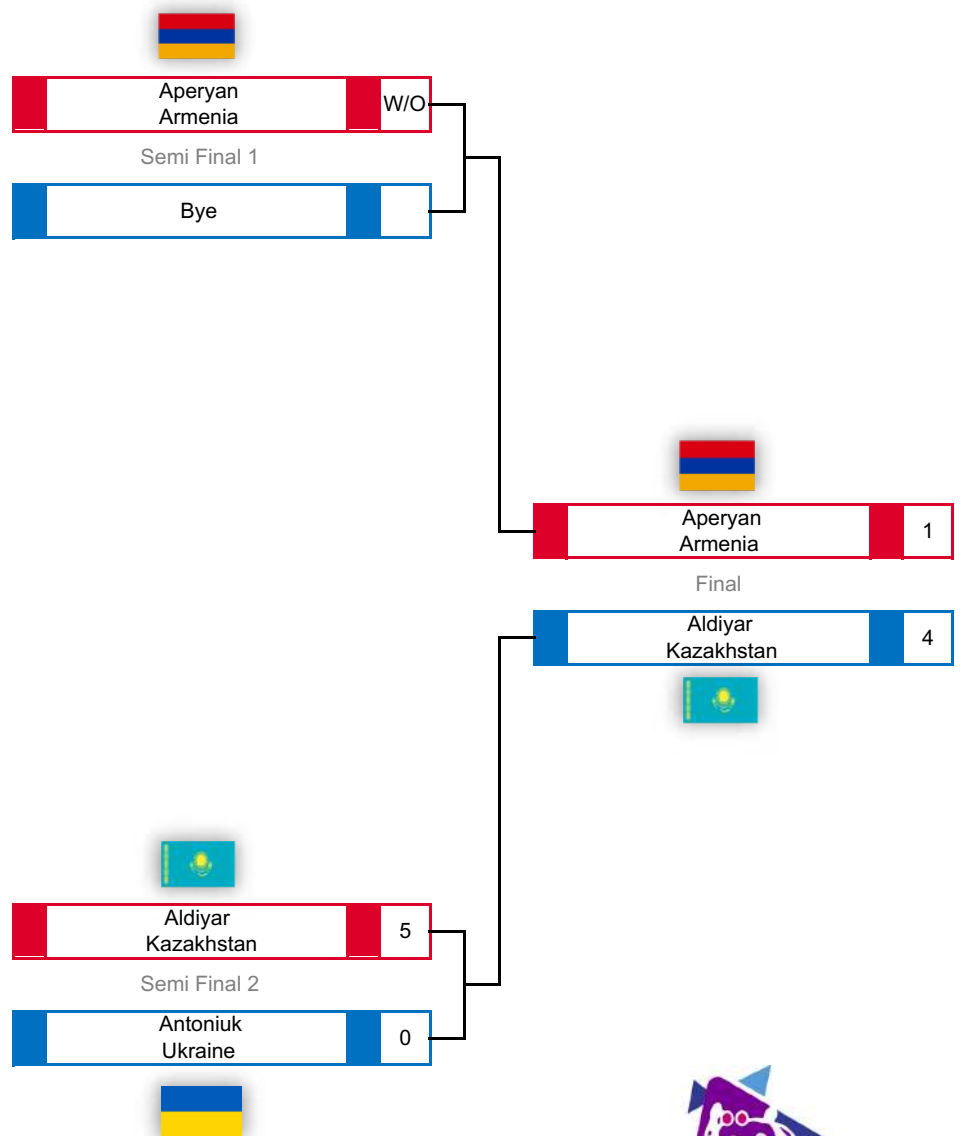 Aperyan
Armenia
W/O
Semi Final 1
Bye
Aperyan
Armenia
1
Final
Aldiyar
Kazakhstan
4
Aldiyar
Kazakhstan
5
Semi Final 2
Antoniuk
Ukraine
0